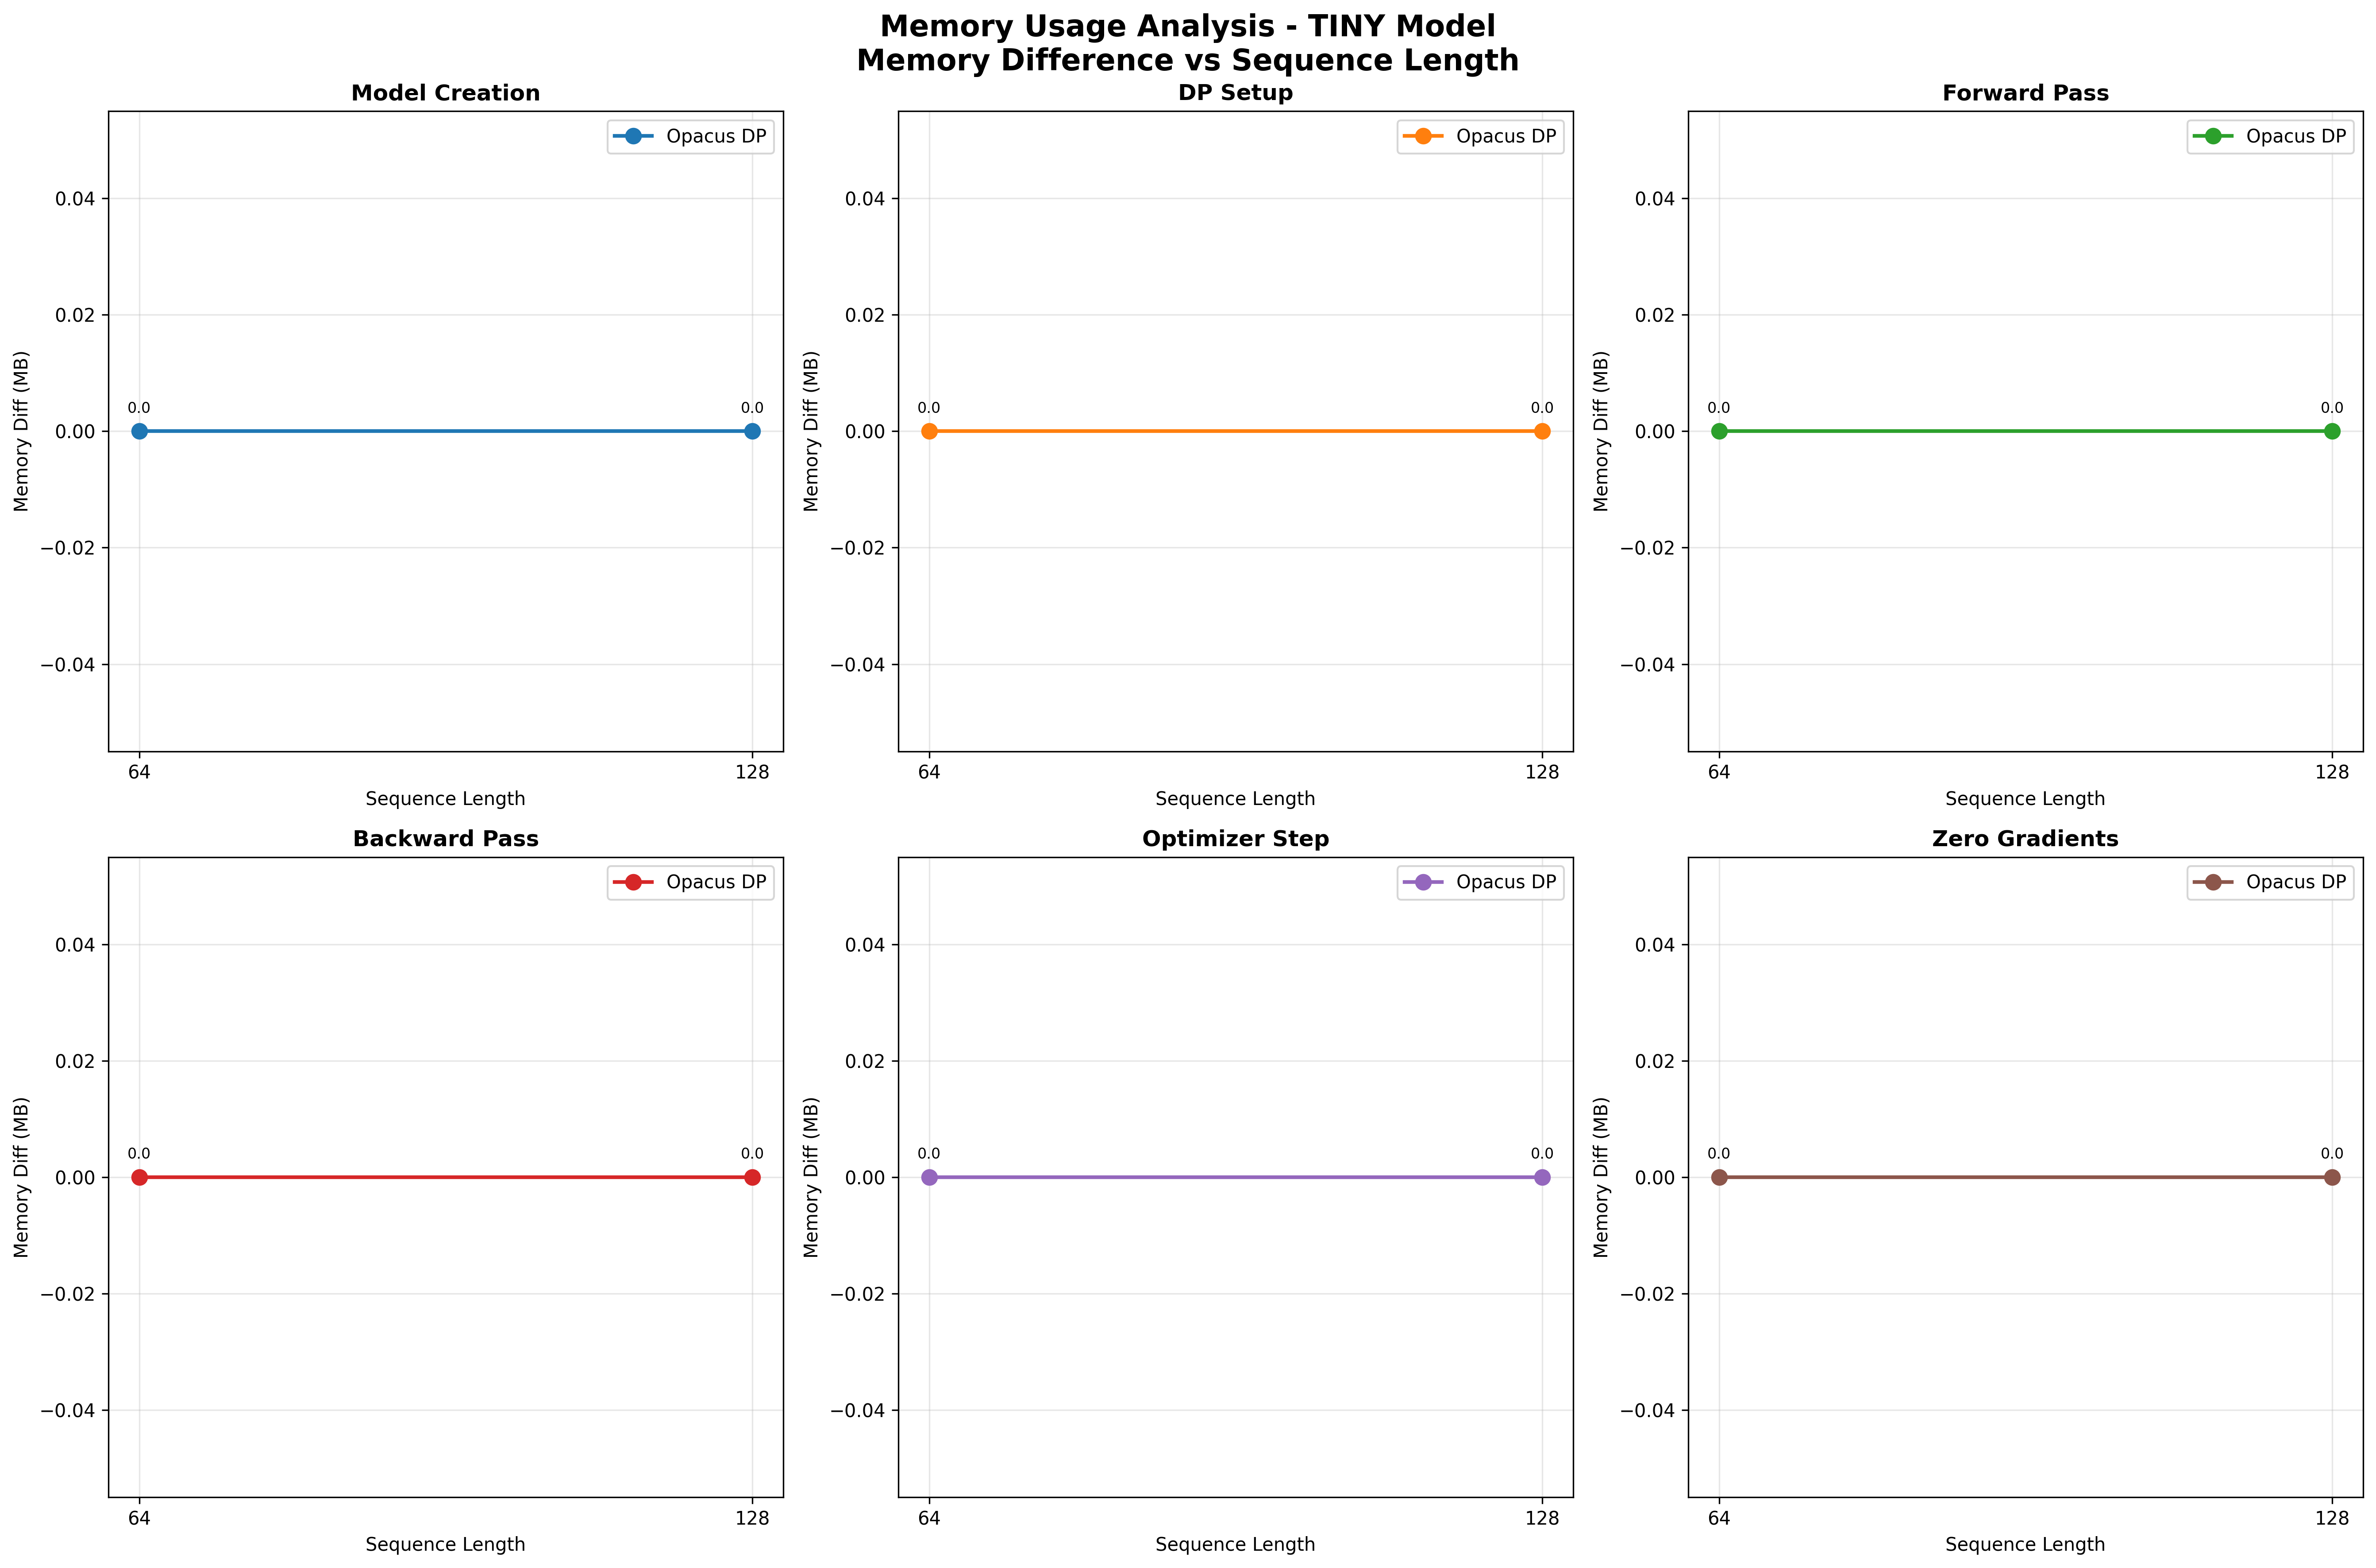 Memory Usage Analysis - TINY Model
Memory Difference vs Sequence Length
Model Creation
Opacus DP
0.04
0.02
0.00
−0.02
−0.04
0.0
0.0
Memory Diff (MB)
64
128
Sequence Length
DP Setup
Opacus DP
0.04
0.02
0.00
−0.02
−0.04
0.0
0.0
Memory Diff (MB)
64
128
Sequence Length
Forward Pass
Opacus DP
0.04
0.02
0.00
−0.02
−0.04
0.0
0.0
Memory Diff (MB)
64
128
Sequence Length
Backward Pass
Opacus DP
0.04
0.02
0.00
−0.02
−0.04
0.0
0.0
Memory Diff (MB)
64
128
Sequence Length
Optimizer Step
Opacus DP
0.04
0.02
0.00
−0.02
−0.04
0.0
0.0
Memory Diff (MB)
64
128
Sequence Length
Zero Gradients
Opacus DP
0.04
0.02
0.00
−0.02
−0.04
0.0
0.0
Memory Diff (MB)
64
128
Sequence Length